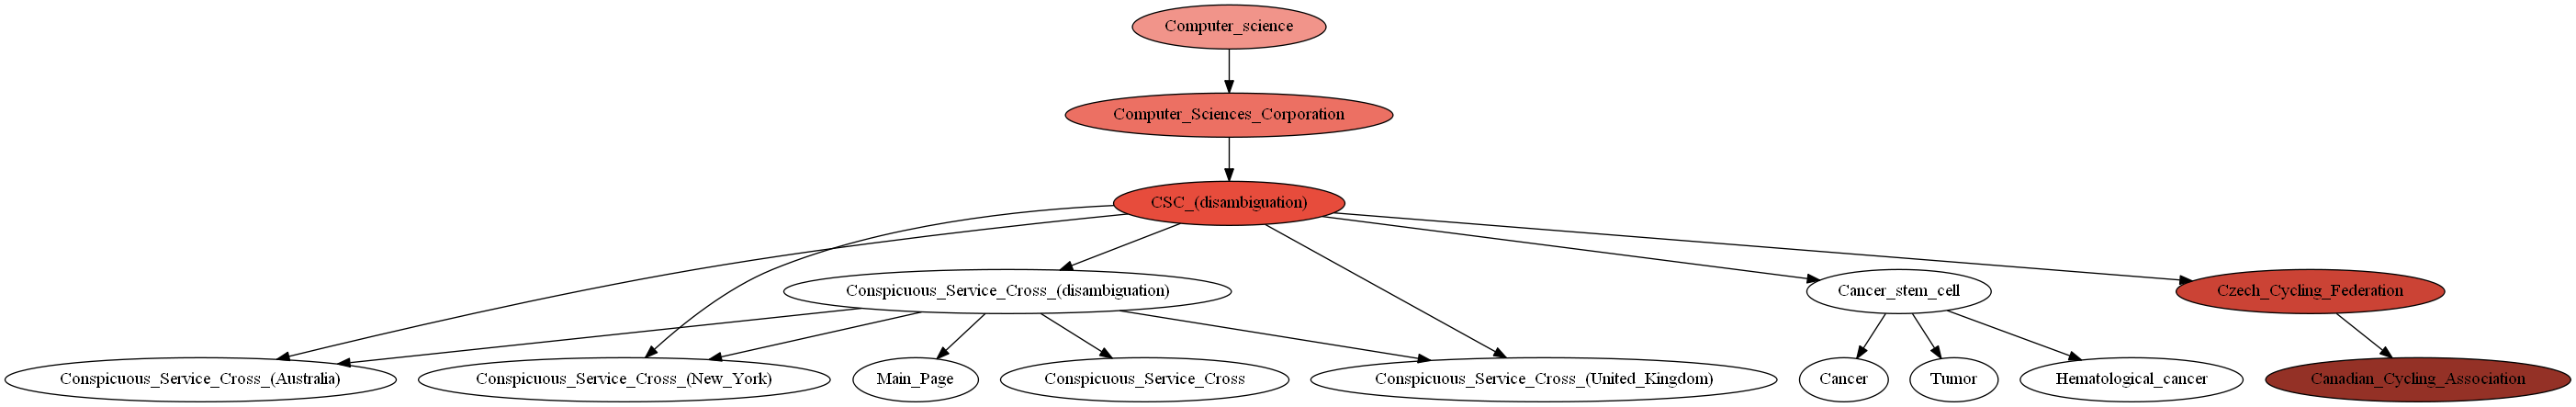 Computer_science
Computer_Sciences_Corporation
CSC_(disambiguation)
Conspicuous_Service_Cross_(disambiguation)
Cancer_stem_cell
Czech_Cycling_Federation
Conspicuous_Service_Cross_(Australia)
Conspicuous_Service_Cross_(New_York)
Main_Page
Conspicuous_Service_Cross
Conspicuous_Service_Cross_(United_Kingdom)
Cancer
Tumor
Hematological_cancer
Canadian_Cycling_Association